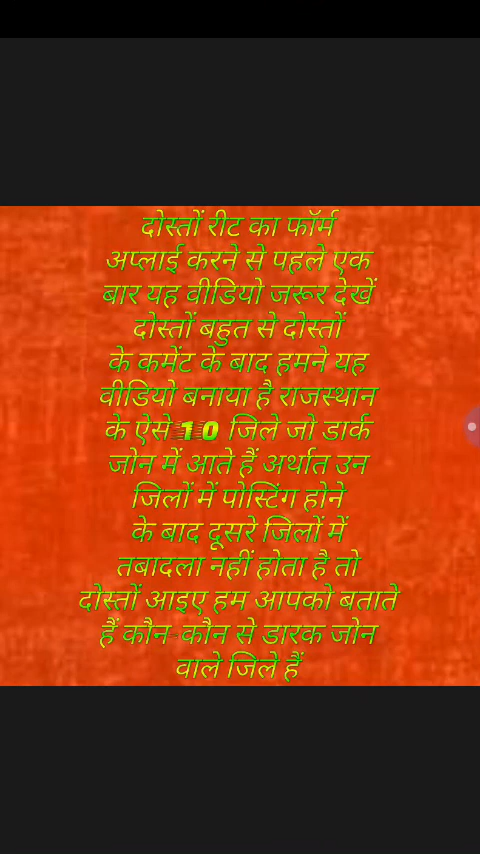 दोस्तों रीट का फॉर्म
अप्लाई करने से पहले एक
बार यह वीडियो जरूर देखें
दोस्तों बहुत से दोस्तों
के कमेंट के बाद हमने यह
वीडियो बनाया है राजस्थान
के ऐसे 10 जिले जो डार्क
जोन में आते हैं अर्थात उन
जिलों में पोस्टिंग होने
के बाद दूसरे जिलों में
तबादला नहीं होता है तो
दोस्तों आइए हम आपको बताते
हैं कौन-कौन से डारक जोन
वाले जिले हैं